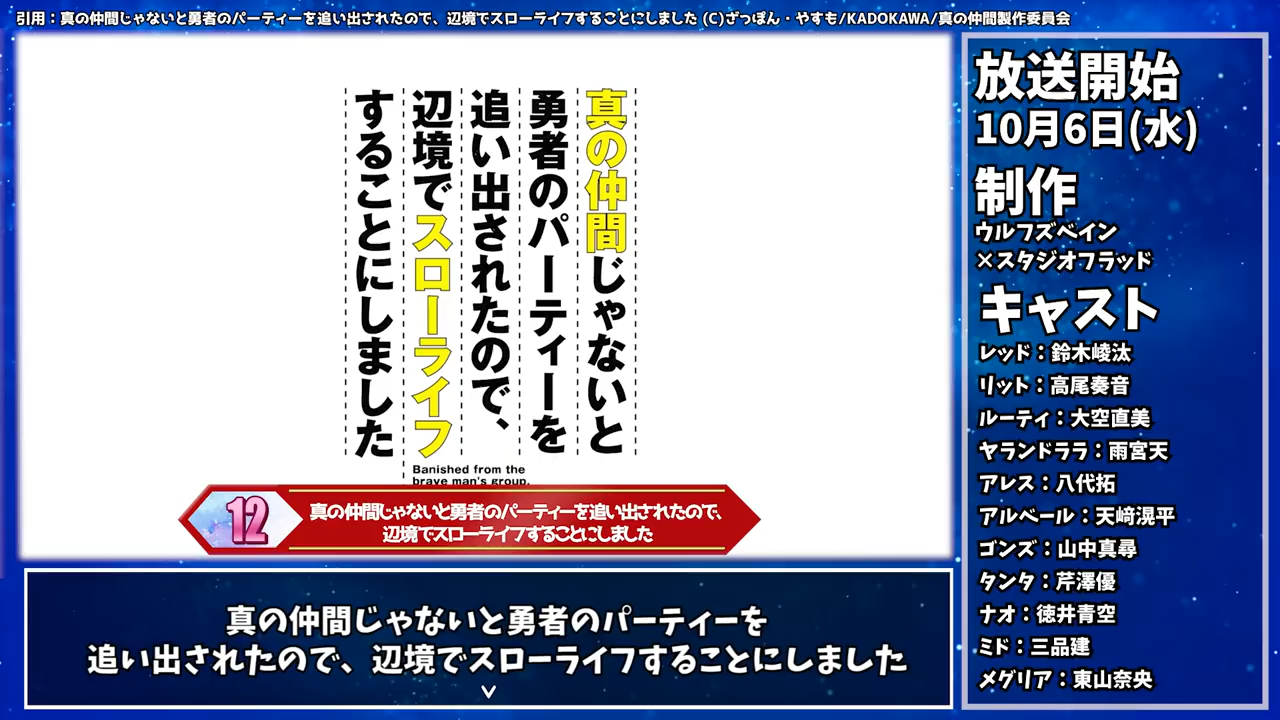 引用：真の仲間じゃないと勇者のパーティーを追い出されたので、辺境でスローライフすることにしました (C)ざっぽん・やすも/KADOKAWA/真の仲間製作委員会
真の仲間じゃないと
勇者のパーティーを
追い出されたので、
辺境でスローライフ
することにしました
Banished from the
brave man's group,
12
真の仲間じゃないと勇者のパーティーを追い出されたので、
辺境でスローライフすることにしました
真の仲間じゃないと勇者のパーティーを
追い出されたので、辺境でスローライフすることにしました
放送開始
10月6日(水)
制作
ウルフズベイン
×スタジオフラッド
キャスト
レッド：鈴木崚汰
リット：高尾奏音
ルーティ：大空直美
ヤランドララ：雨宮天
アレス：八代拓
アルベール：天﨑滉平
ゴンズ：山中真尋
タンタ：芹澤優
ナオ：徳井青空
ミド：三品建
メグリア：東山奈央